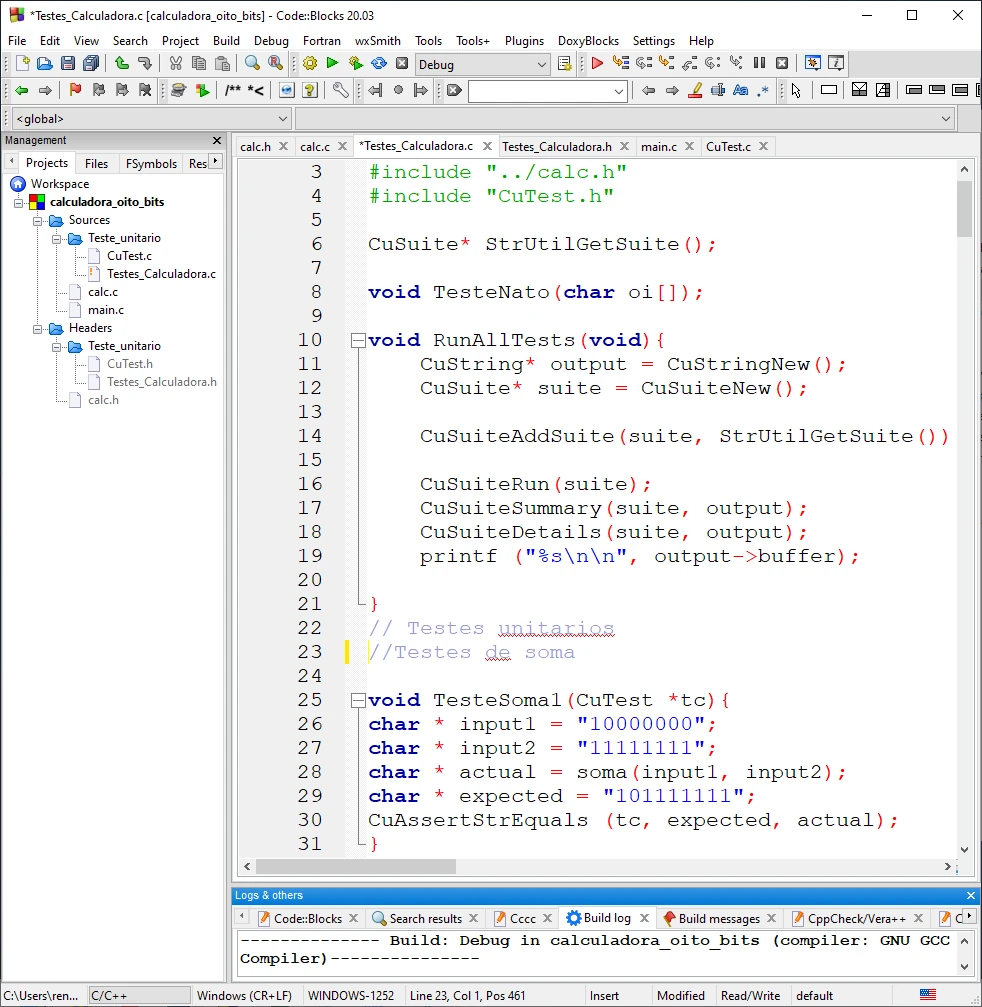 *Testes_Calculadora.c [calculadora_oito_bits] - Code::Blocks 20.03
File Edit View Search Project Build Debug Fortran wxSmith Tools Tools+ Plugins DoxyBlocks Settings Help
Debug
/** *<
Aa .*
<global>
Management
Projects Files FSymbols Res
calc.h calc.c *Testes_Calculadora.c Testes_Calculadora.h main.c CuTest.c
Workspace
calculadora_oito_bits
Sources
Teste_unitario
CuTest.c
Testes_Calculadora.c
calc.c
main.c
Headers
Teste_unitario
CuTest.h
Testes_Calculadora.h
calc.h
3 #include "../calc.h"
4 #include "CuTest.h"
5
6 CuSuite* StrUtilGetSuite();
7
8 void TesteNato(char oi[]);
9
10 void RunAllTests(void){
11 CuString* output = CuStringNew();
12 CuSuite* suite = CuSuiteNew();
13
14 CuSuiteAddSuite(suite, StrUtilGetSuite())
15
16 CuSuiteRun(suite);
17 CuSuiteSummary(suite, output);
18 CuSuiteDetails(suite, output);
19 printf ("%s\n\n", output->buffer);
20
21 }
22 // Testes unitarios
23 //Testes de soma
24
25 void TesteSoma1(CuTest *tc){
26 char * input1 = "10000000";
27 char * input2 = "11111111";
28 char * actual = soma(input1, input2);
29 char * expected = "101111111";
30 CuAssertStrEquals (tc, expected, actual);
31 }
Logs & others
Code::Blocks Search results Cccc Build log Build messages CppCheck/Vera++ C
-------------- Build: Debug in calculadora_oito_bits (compiler: GNU GCC
Compiler)---------------
C:\Users\ren... C/C++ Windows (CR+LF) WINDOWS-1252 Line 23, Col 1, Pos 461 Insert Modified Read/Write default